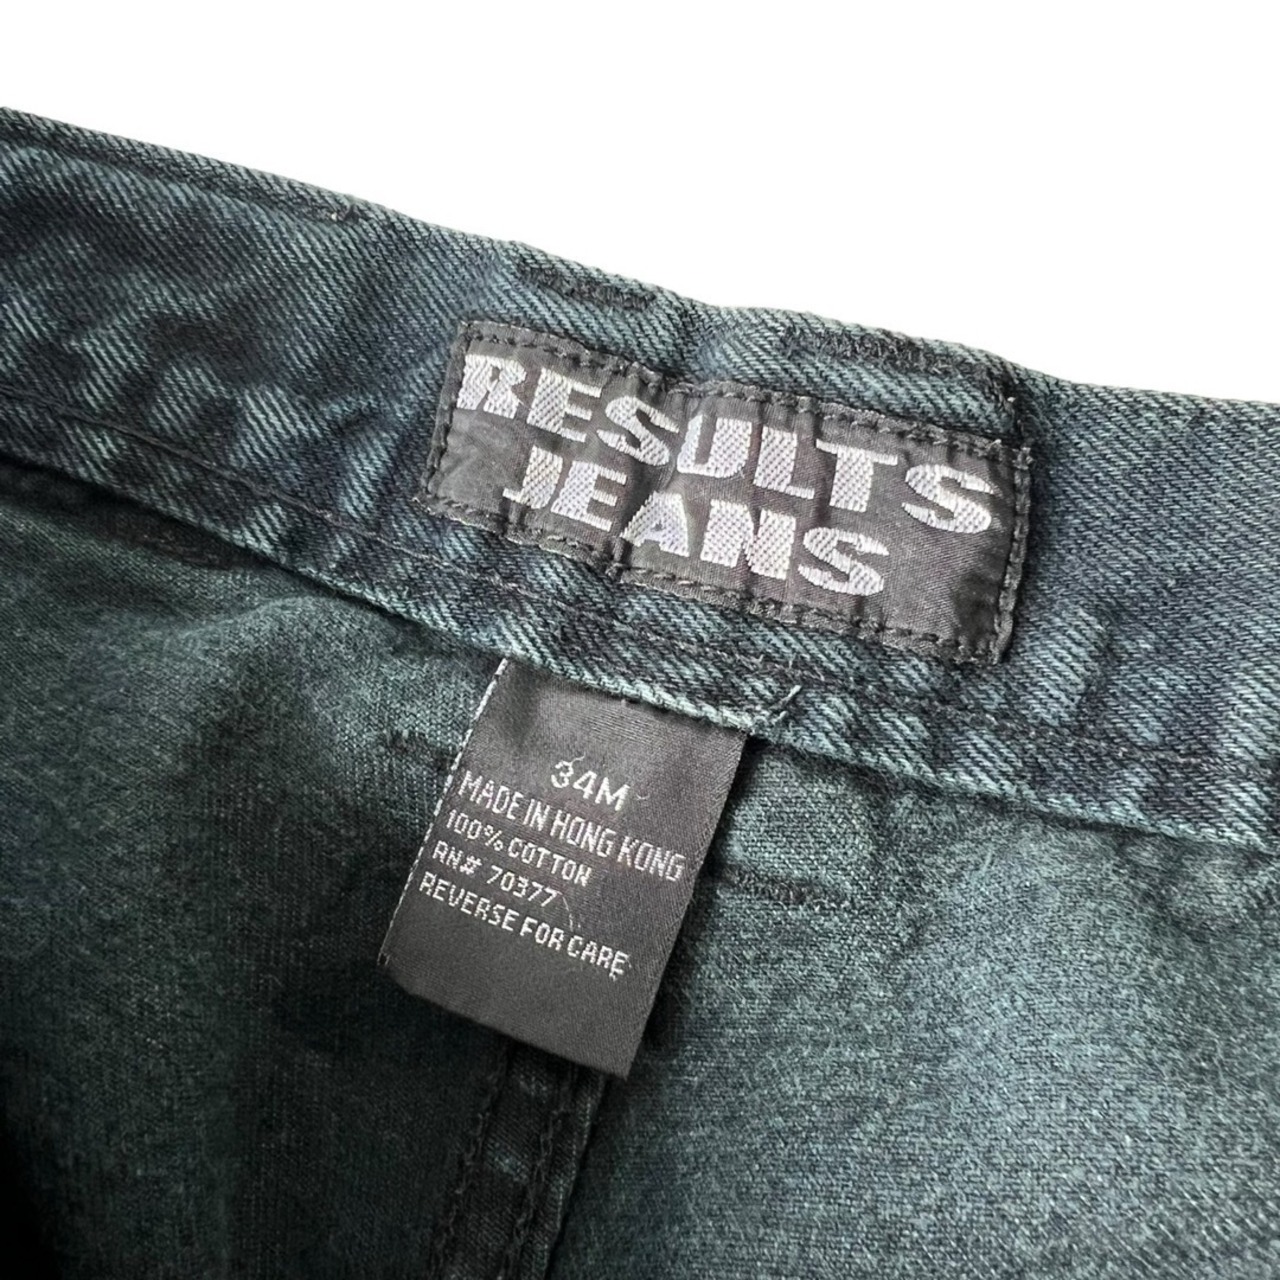 RESULTS
JEANS
34M
MADE IN HONG KONG
100% COTTON
RN# 70377
REVERSE FOR CARE